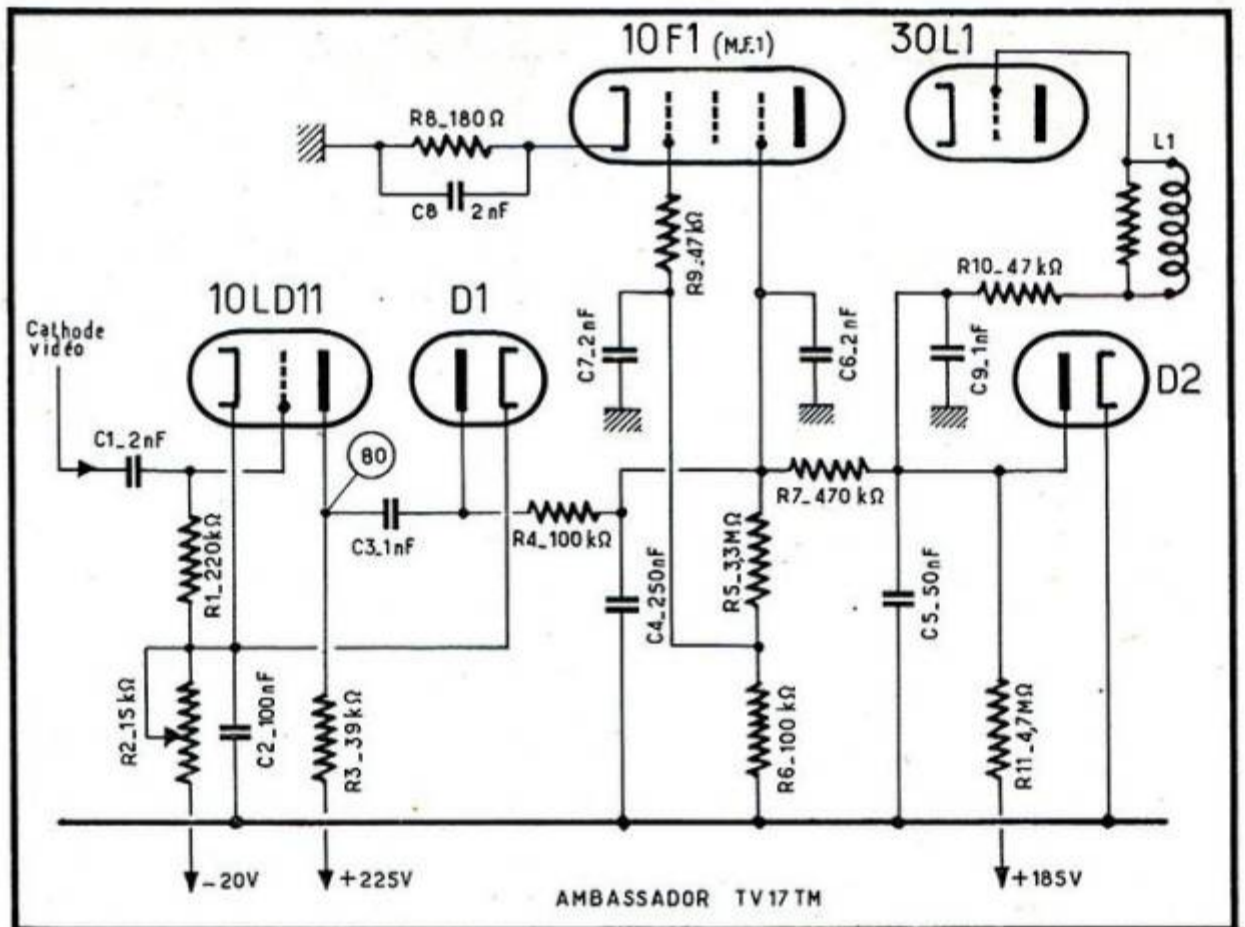 10F1 (M.F.1)
30L1
R8_180Ω
C8 2nF
L1
R9_47kΩ
R10_47kΩ
10LD11
D1
Cathode
vidéo
C7_2nF
C6_2nF
C9_1nF
D2
C1_2nF
80
R7_470kΩ
C3_1nF
R4_100kΩ
R1_220kΩ
R5_3,3MΩ
C4_250nF
C5_50nF
R2_15kΩ
C2_100nF
R3_39kΩ
R6_100kΩ
R11_4,7MΩ
-20V
+225V
+185V
AMBASSADOR TV17TM